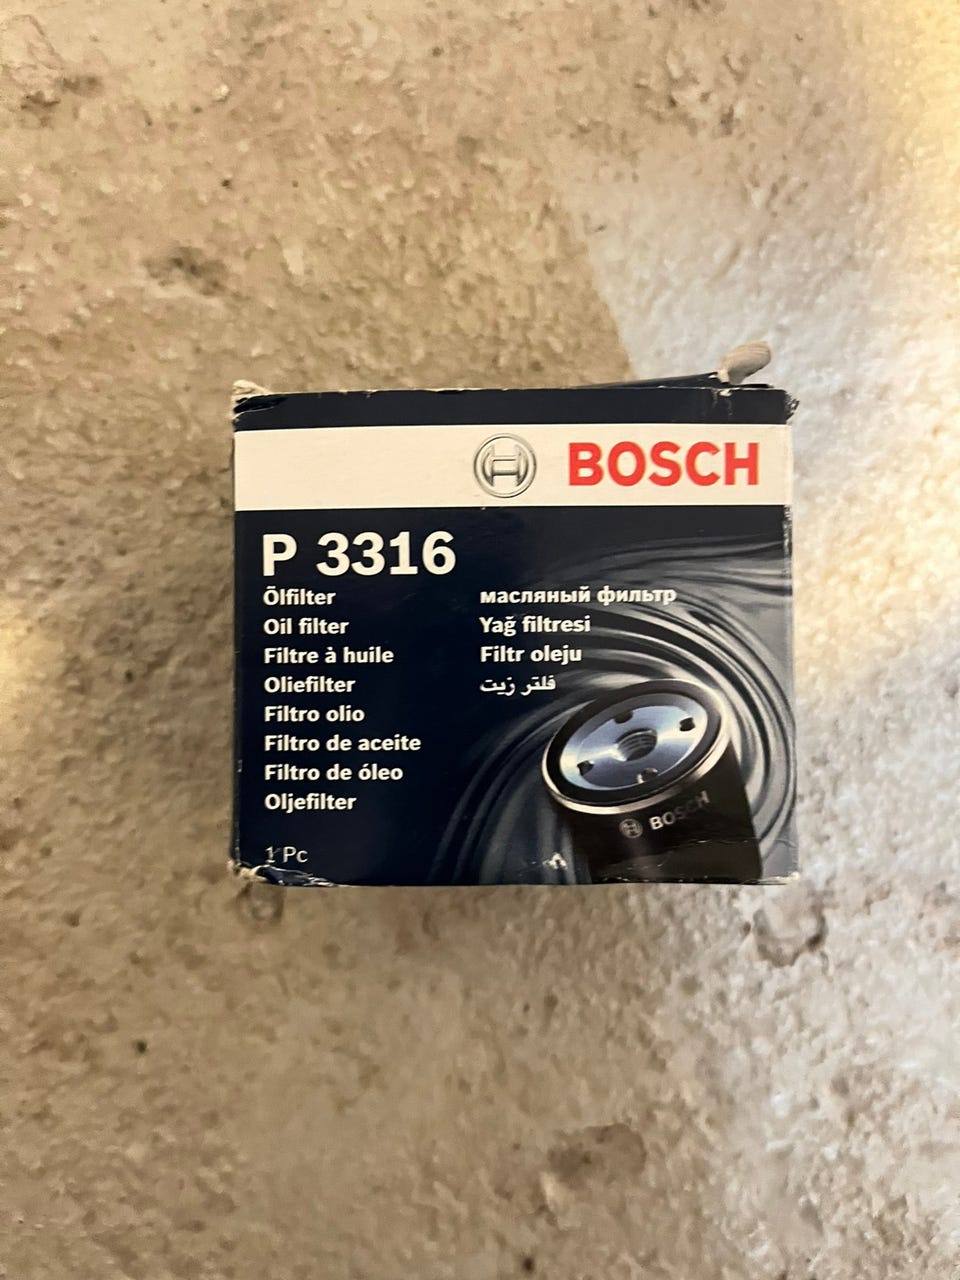 BOSCH
P 3316
Ölfilter
Oil filter
Filtre à huile
Oliefilter
Filtro olio
Filtro de aceite
Filtro de óleo
Oljefilter
1 Pc
масляный фильтр
Yağ filtresi
Filtr oleju
فلتر زيت
BOSCH